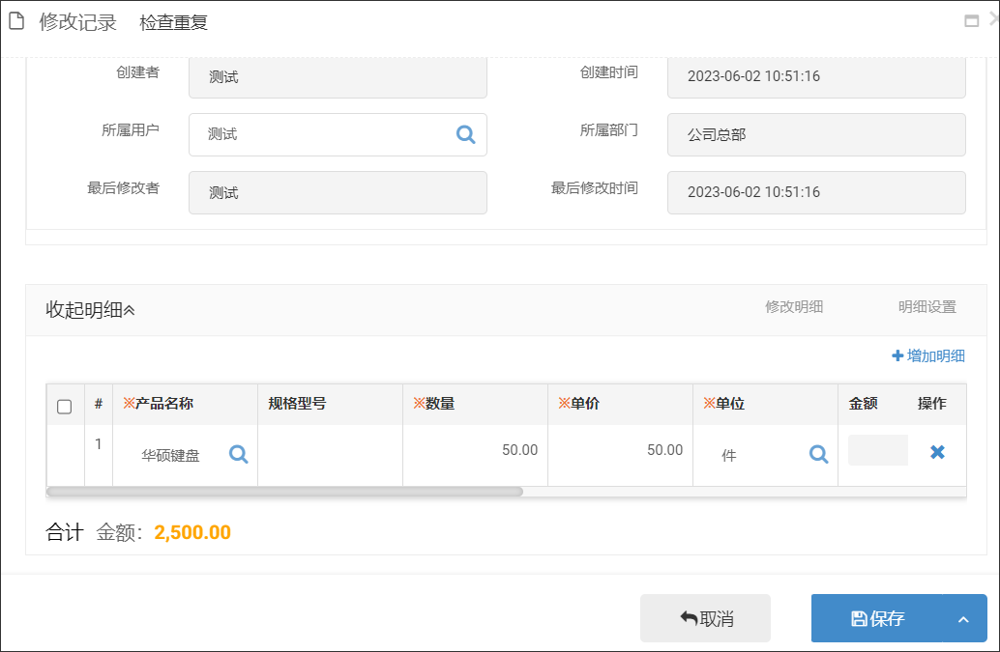 修改记录 检查重复
创建者 测试 创建时间 2023-06-02 10:51:16
所属用户 测试 所属部门 公司总部
最后修改者 测试 最后修改时间 2023-06-02 10:51:16
收起明细 修改明细 明细设置
增加明细
# ※产品名称 规格型号 ※数量 ※单价 ※单位 金额 操作
1 华硕键盘 50.00 50.00 件
合计 金额：2,500.00
取消 保存